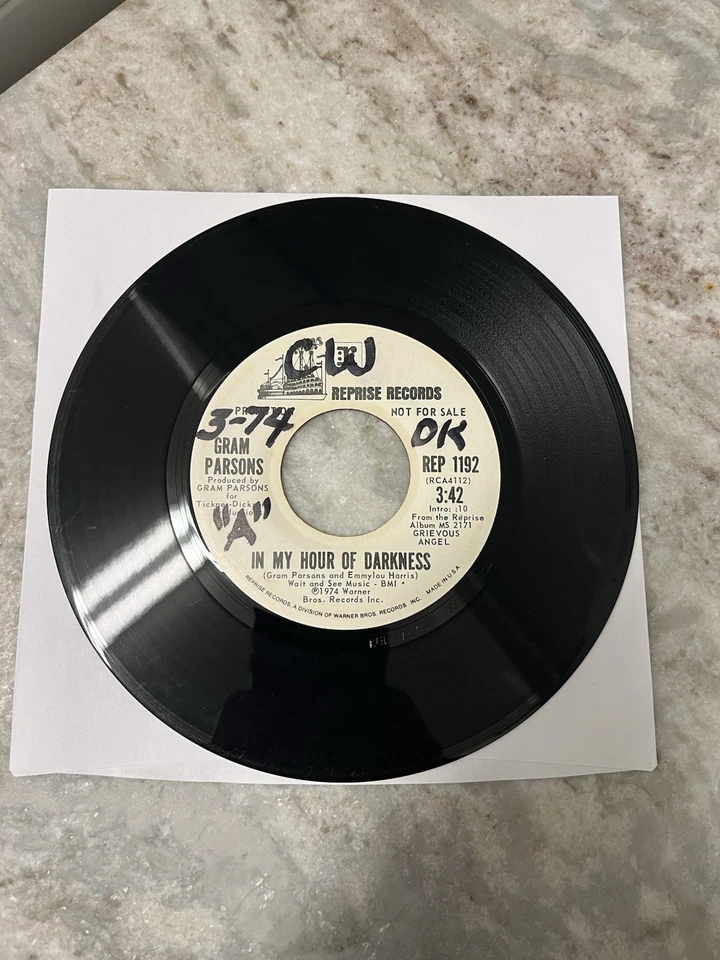 CW
REPRISE RECORDS
NOT FOR SALE
3-74
OK
GRAM
PARSONS
Produced by
GRAM PARSONS
for
"A"
REP 1192
(RCA4112)
3:42
Intro: :10
From the Reprise
Album MS 2171
GRIEVOUS
ANGEL
IN MY HOUR OF DARKNESS
(Gram Parsons and Emmylou Harris)
Wait and See Music - BMI
℗1974 Warner
Bros. Records Inc.
REPRISE RECORDS, A DIVISION OF WARNER BROS. RECORDS, INC. MADE IN U.S.A.